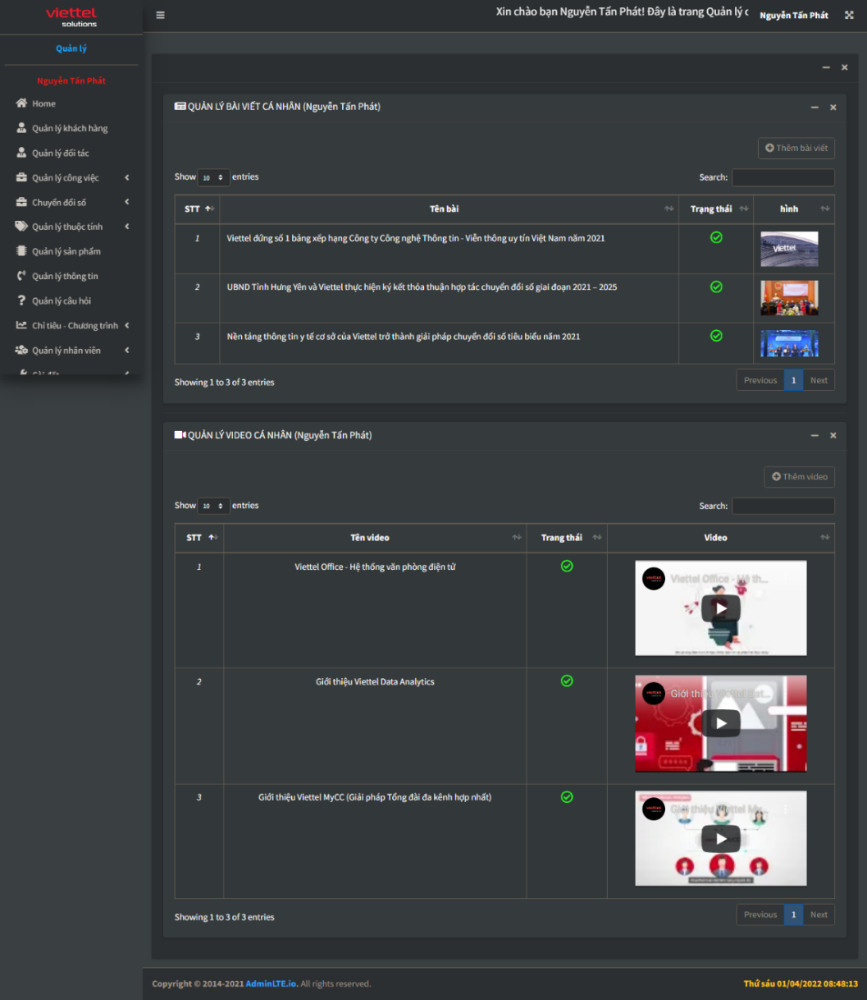 viettel
solutions
Xin chào bạn Nguyễn Tấn Phát! Đây là trang Quản lý c
Nguyễn Tấn Phát
Quản lý
Nguyễn Tấn Phát
Home
Quản lý khách hàng
Quản lý đối tác
Quản lý công việc
Chuyển đổi số
Quản lý thuộc tính
Quản lý sản phẩm
Quản lý thông tin
Quản lý câu hỏi
Chỉ tiêu - Chương trình
Quản lý nhân viên
Cài đặt
QUẢN LÝ BÀI VIẾT CÁ NHÂN (Nguyễn Tấn Phát)
Thêm bài viết
Show 10 entries
Search:
STT Tên bài Trạng thái hình
1 Viettel đứng số 1 bảng xếp hạng Công ty Công nghệ Thông tin - Viễn thông uy tín Việt Nam năm 2021
viettel
2 UBND Tỉnh Hưng Yên và Viettel thực hiện ký kết thỏa thuận hợp tác chuyển đổi số giai đoạn 2021 – 2025
3 Nền tảng thông tin y tế cơ sở của Viettel trở thành giải pháp chuyển đổi số tiêu biểu năm 2021
Showing 1 to 3 of 3 entries
Previous 1 Next
QUẢN LÝ VIDEO CÁ NHÂN (Nguyễn Tấn Phát)
Thêm video
Show 10 entries
Search:
STT Tên video Trang thái Video
1 Viettel Office - Hệ thống văn phòng điện tử
Viettel Office - Hệ th...
2 Giới thiệu Viettel Data Analytics
Giới thiệu Viettel Dat...
3 Giới thiệu Viettel MyCC (Giải pháp Tổng đài đa kênh hợp nhất)
Giới thiệu Viettel My...
Showing 1 to 3 of 3 entries
Previous 1 Next
Copyright © 2014-2021 AdminLTE.io. All rights reserved.
Thứ sáu 01/04/2022 08:48:13